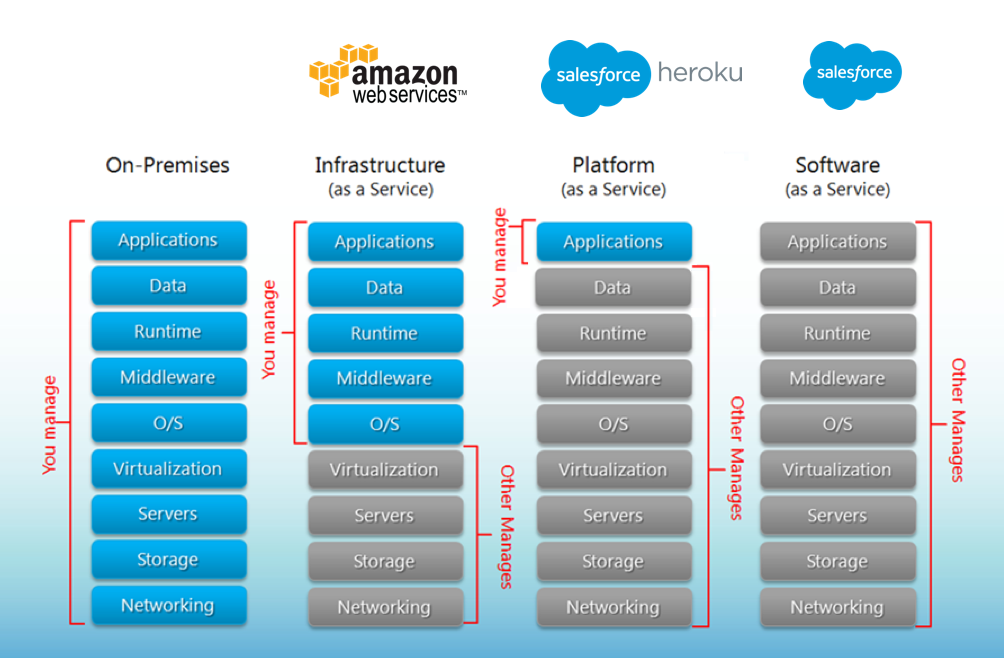 amazon
webservices™
salesforce heroku
salesforce
On-Premises
Infrastructure
(as a Service)
Platform
(as a Service)
Software
(as a Service)
You manage
Applications
Data
Runtime
Middleware
O/S
Virtualization
Servers
Storage
Networking
You manage
Applications
Data
Runtime
Middleware
O/S
Virtualization
Servers
Storage
Networking
Other Manages
You manage
Applications
Data
Runtime
Middleware
O/S
Virtualization
Servers
Storage
Networking
Other Manages
Applications
Data
Runtime
Middleware
O/S
Virtualization
Servers
Storage
Networking
Other Manages